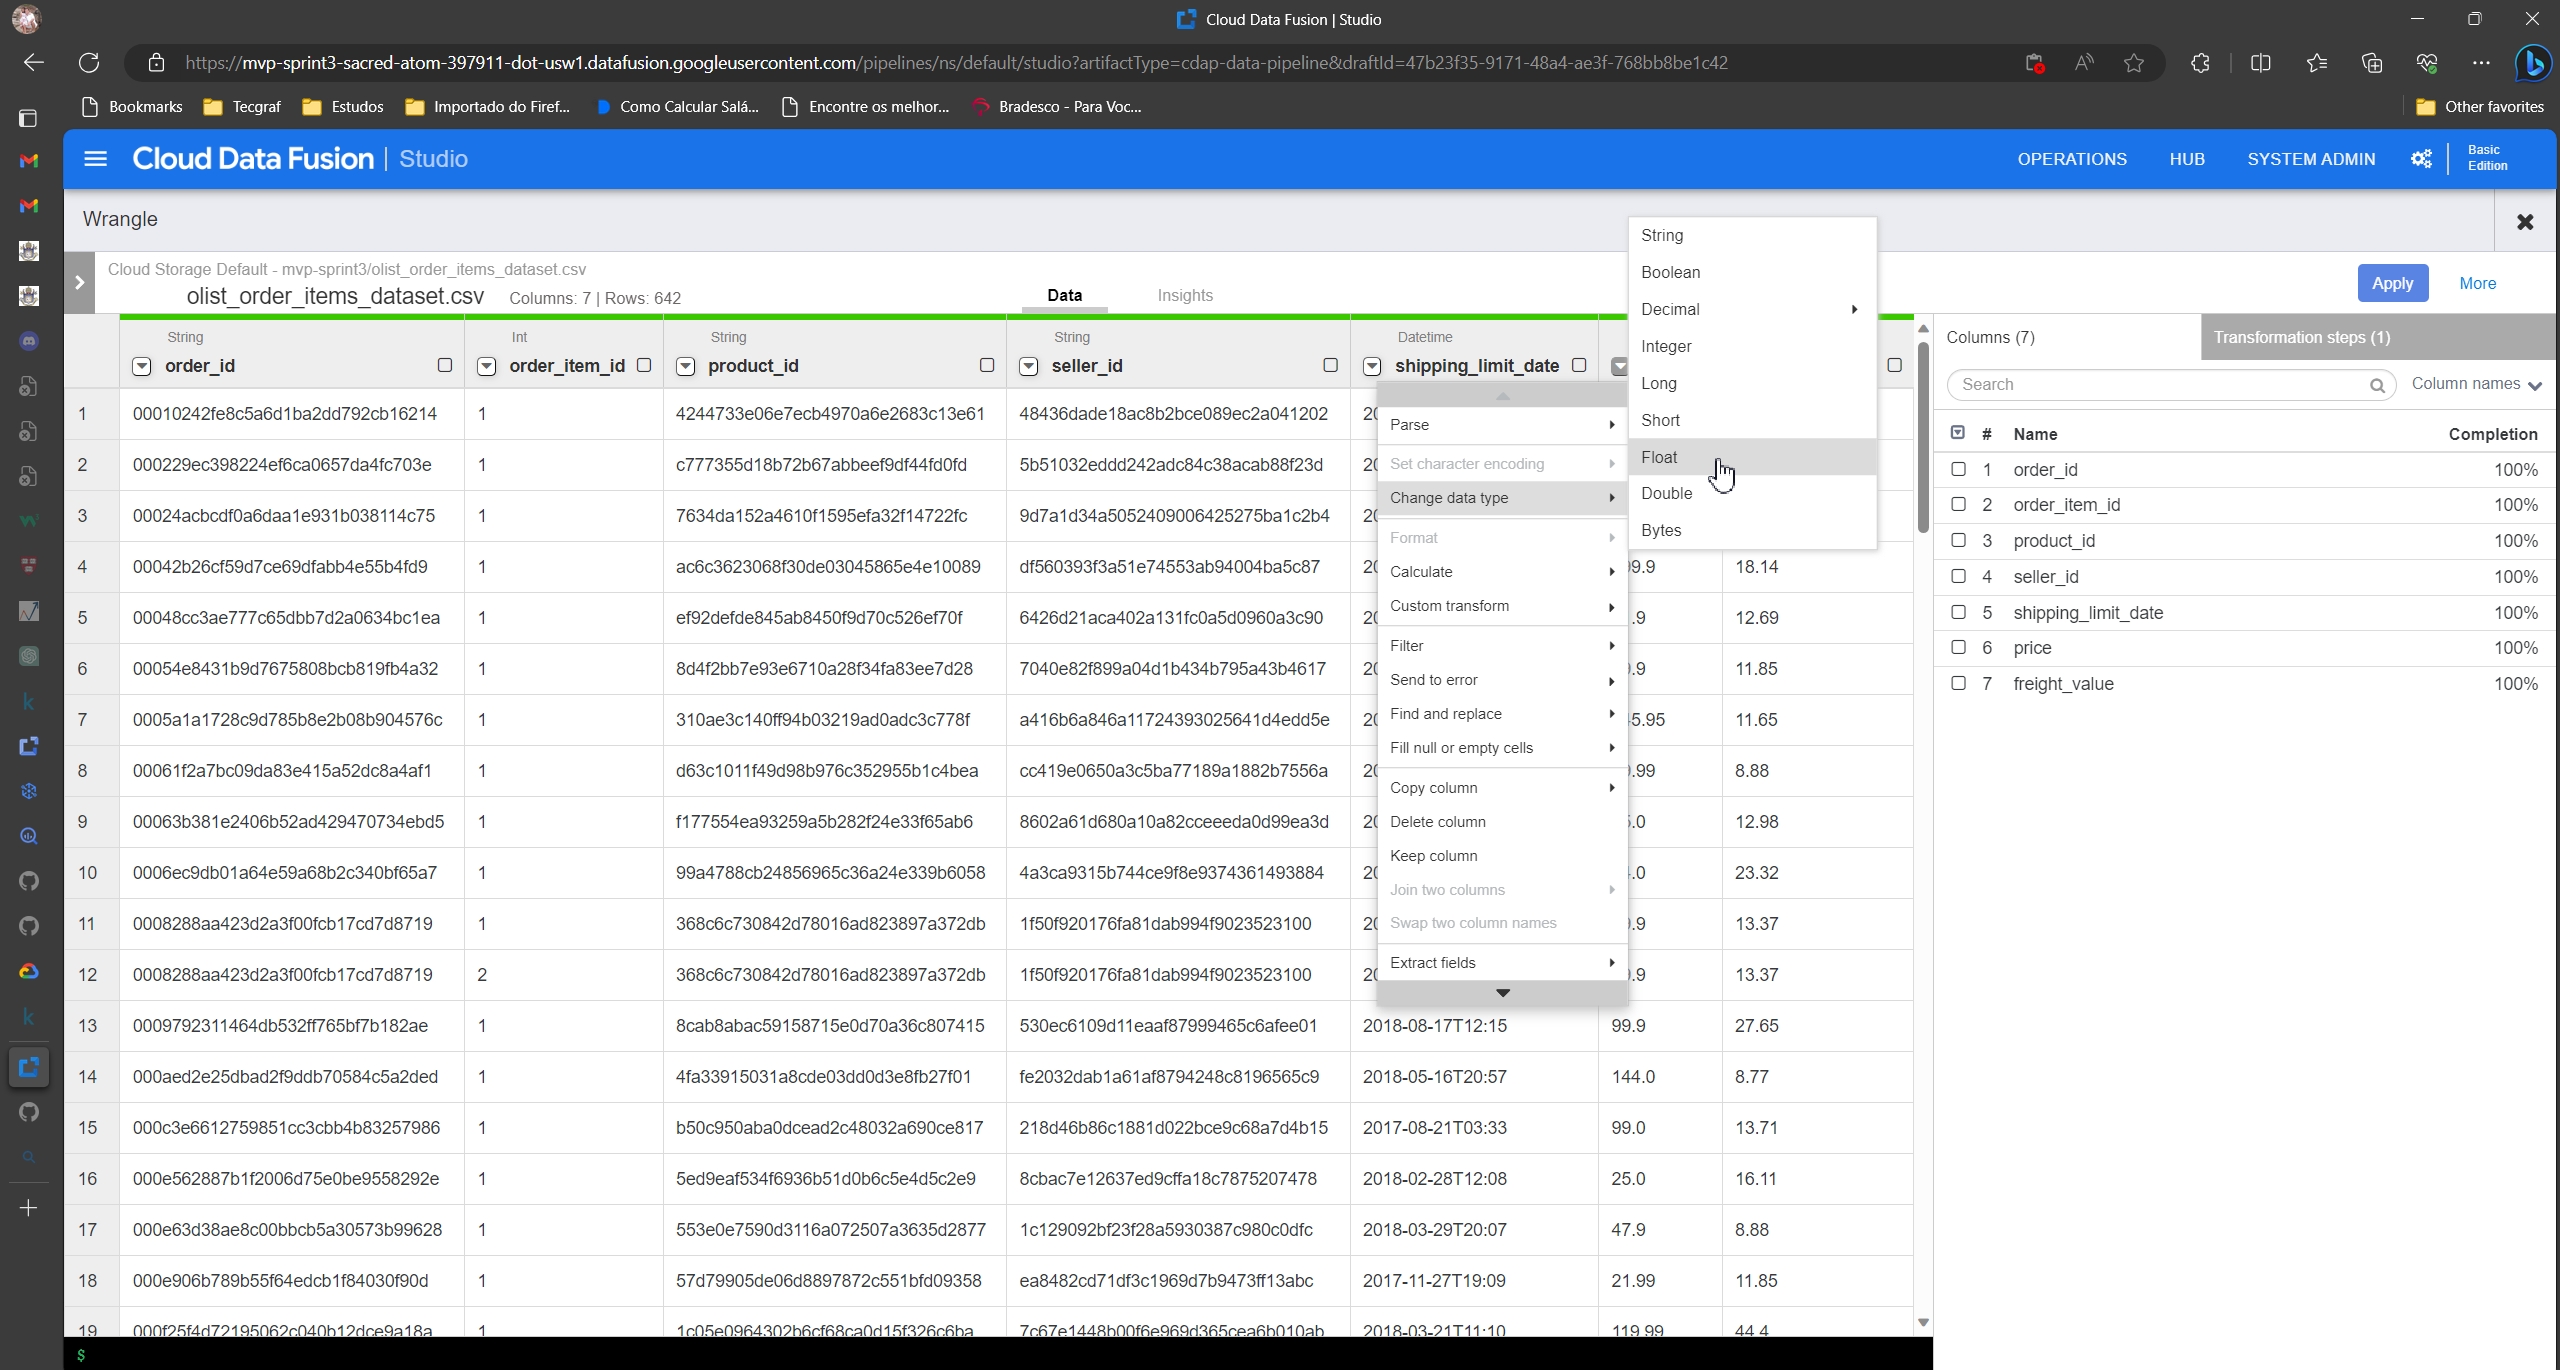 Cloud Data Fusion | Studio
https://mvp-sprint3-sacred-atom-397911-dot-usw1.datafusion.googleusercontent.com/pipelines/ns/default/studio?artifactType=cdap-data-pipeline&draftId=47b23f35-9171-48a4-ae3f-768bb8be1c42
Bookmarks Tecgraf Estudos Importado do Firef... Como Calcular Salá... Encontre os melhor... Bradesco - Para Voc... Other favorites
Cloud Data Fusion | Studio OPERATIONS HUB SYSTEM ADMIN Basic Edition
Wrangle
Cloud Storage Default - mvp-sprint3/olist_order_items_dataset.csv
olist_order_items_dataset.csv Columns: 7 | Rows: 642 Data Insights Apply More
String Int String String Datetime
order_id order_item_id product_id seller_id shipping_limit_date
1 00010242fe8c5a6d1ba2dd792cb16214 1 4244733e06e7ecb4970a6e2683c13e61 48436dade18ac8b2bce089ec2a041202 20
2 000229ec398224ef6ca0657da4fc703e 1 c777355d18b72b67abbeef9df44fd0fd 5b51032eddd242adc84c38acab88f23d 20
3 00024acbcdf0a6daa1e931b038114c75 1 7634da152a4610f1595efa32f14722fc 9d7a1d34a5052409006425275ba1c2b4 20
4 00042b26cf59d7ce69dfabb4e55b4fd9 1 ac6c3623068f30de03045865e4e10089 df560393f3a51e74553ab94004ba5c87 20 9.9 18.14
5 00048cc3ae777c65dbb7d2a0634bc1ea 1 ef92defde845ab8450f9d70c526ef70f 6426d21aca402a131fc0a5d0960a3c90 20 .9 12.69
6 00054e8431b9d7675808bcb819fb4a32 1 8d4f2bb7e93e6710a28f34fa83ee7d28 7040e82f899a04d1b434b795a43b4617 20 .9 11.85
7 0005a1a1728c9d785b8e2b08b904576c 1 310ae3c140ff94b03219ad0adc3c778f a416b6a846a11724393025641d4edd5e 20 5.95 11.65
8 00061f2a7bc09da83e415a52dc8a4af1 1 d63c1011f49d98b976c352955b1c4bea cc419e0650a3c5ba77189a1882b7556a 20 .99 8.88
9 00063b381e2406b52ad429470734ebd5 1 f177554ea93259a5b282f24e33f65ab6 8602a61d680a10a82cceeeda0d99ea3d 20 .0 12.98
10 0006ec9db01a64e59a68b2c340bf65a7 1 99a4788cb24856965c36a24e339b6058 4a3ca9315b744ce9f8e9374361493884 20 .0 23.32
11 0008288aa423d2a3f00fcb17cd7d8719 1 368c6c730842d78016ad823897a372db 1f50f920176fa81dab994f9023523100 20 .9 13.37
12 0008288aa423d2a3f00fcb17cd7d8719 2 368c6c730842d78016ad823897a372db 1f50f920176fa81dab994f9023523100 20 .9 13.37
13 0009792311464db532ff765bf7b182ae 1 8cab8abac59158715e0d70a36c807415 530ec6109d11eaaf87999465c6afee01 2018-08-17T12:15 99.9 27.65
14 000aed2e25dbad2f9ddb70584c5a2ded 1 4fa33915031a8cde03dd0d3e8fb27f01 fe2032dab1a61af8794248c8196565c9 2018-05-16T20:57 144.0 8.77
15 000c3e6612759851cc3cbb4b83257986 1 b50c950aba0dcead2c48032a690ce817 218d46b86c1881d022bce9c68a7d4b15 2017-08-21T03:33 99.0 13.71
16 000e562887b1f2006d75e0be9558292e 1 5ed9eaf534f6936b51d0b6c5e4d5c2e9 8cbac7e12637ed9cffa18c7875207478 2018-02-28T12:08 25.0 16.11
17 000e63d38ae8c00bbcb5a30573b99628 1 553e0e7590d3116a072507a3635d2877 1c129092bf23f28a5930387c980c0dfc 2018-03-29T20:07 47.9 8.88
18 000e906b789b55f64edcb1f84030f90d 1 57d79905de06d8897872c551bfd09358 ea8482cd71df3c1969d7b9473ff13abc 2017-11-27T19:09 21.99 11.85
19 000f25f4d72195062c040b12dce9a18a 1 1c05e0964302b6cf68ca0d15f326c6ba 7c67e1448b00f6e969d365cea6b010ab 2018-03-21T11:10 119.99 44.4
Parse
Set character encoding
Change data type
Format
Calculate
Custom transform
Filter
Send to error
Find and replace
Fill null or empty cells
Copy column
Delete column
Keep column
Join two columns
Swap two column names
Extract fields
String
Boolean
Decimal
Integer
Long
Short
Float
Double
Bytes
Columns (7) Transformation steps (1)
Search Column names
# Name Completion
1 order_id 100%
2 order_item_id 100%
3 product_id 100%
4 seller_id 100%
5 shipping_limit_date 100%
6 price 100%
7 freight_value 100%
$